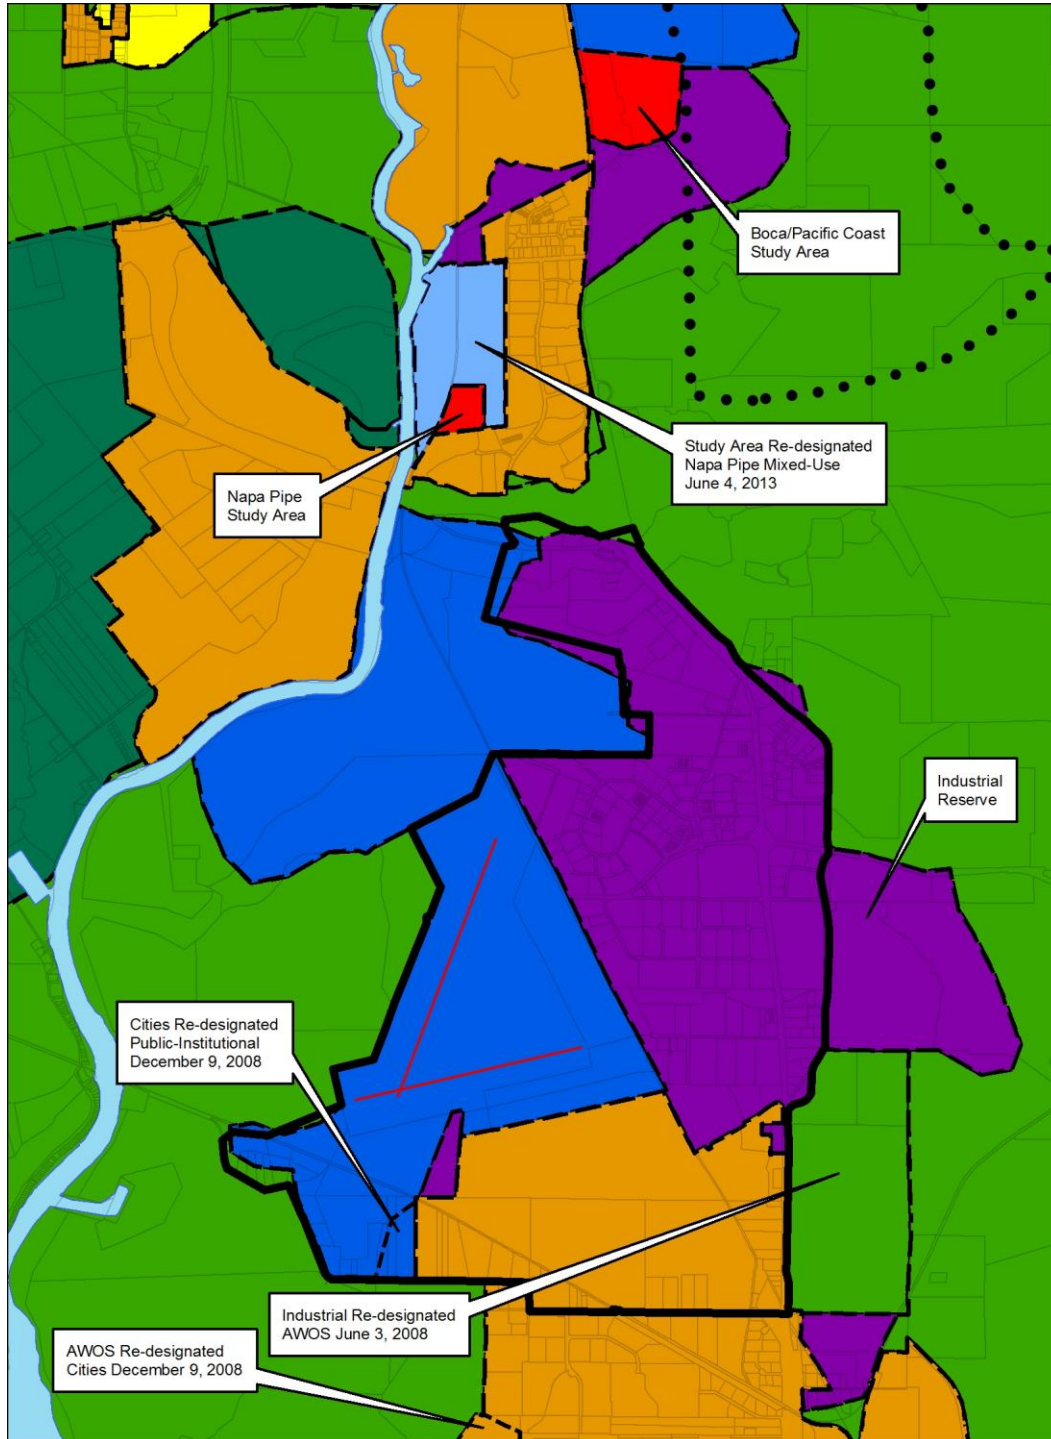 Boca/Pacific Coast
Study Area
Study Area Re-designated
Napa Pipe Mixed-Use
June 4, 2013
Napa Pipe
Study Area
Industrial
Reserve
Cities Re-designated
Public-Institutional
December 9, 2008
Industrial Re-designated
AWOS June 3, 2008
AWOS Re-designated
Cities December 9, 2008